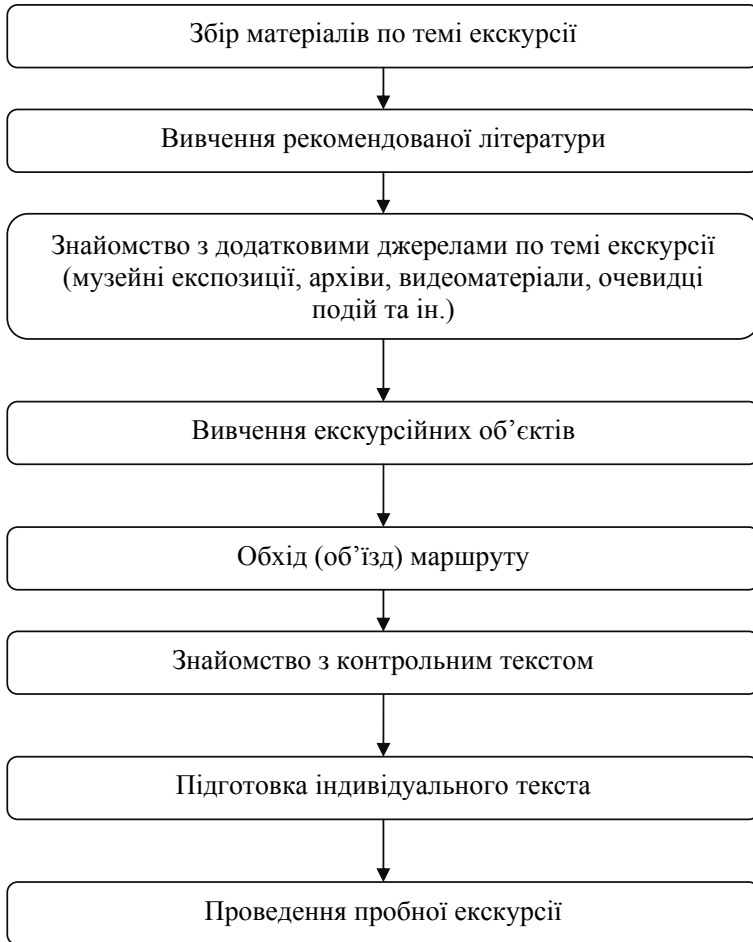 Збір матеріалів по темі екскурсії
Вивчення рекомендованої літератури
Знайомство з додатковими джерелами по темі екскурсії
(музейні експозиції, архіви, видеоматеріали, очевидці
подій та ін.)
Вивчення екскурсійних об’єктів
Обхід (об’їзд) маршруту
Знайомство з контрольним текстом
Підготовка індивідуального текста
Проведення пробної екскурсії